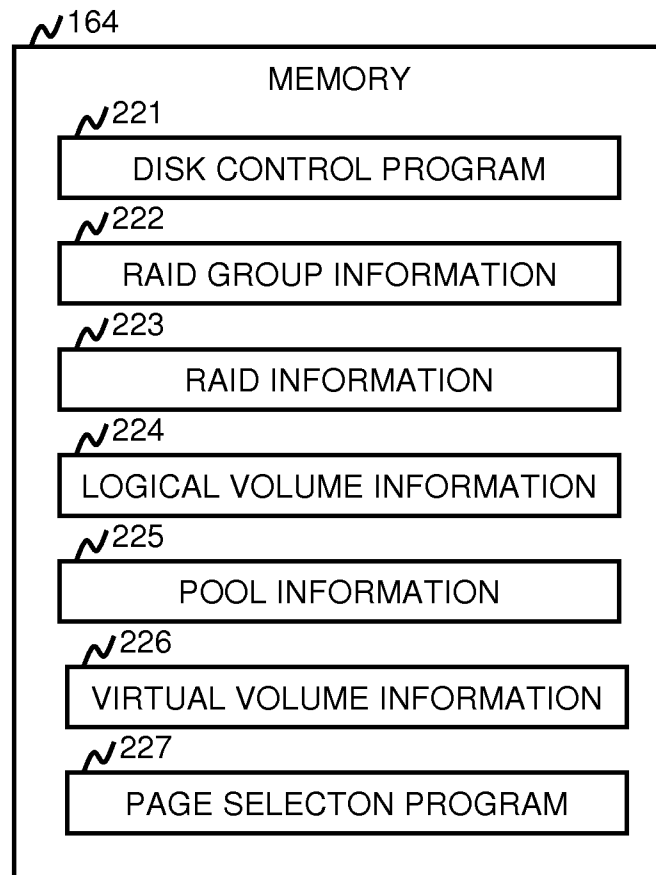 164
MEMORY
221
DISK CONTROL PROGRAM
222
RAID GROUP INFORMATION
223
RAID INFORMATION
224
LOGICAL VOLUME INFORMATION
225
POOL INFORMATION
226
VIRTUAL VOLUME INFORMATION
227
PAGE SELECTON PROGRAM